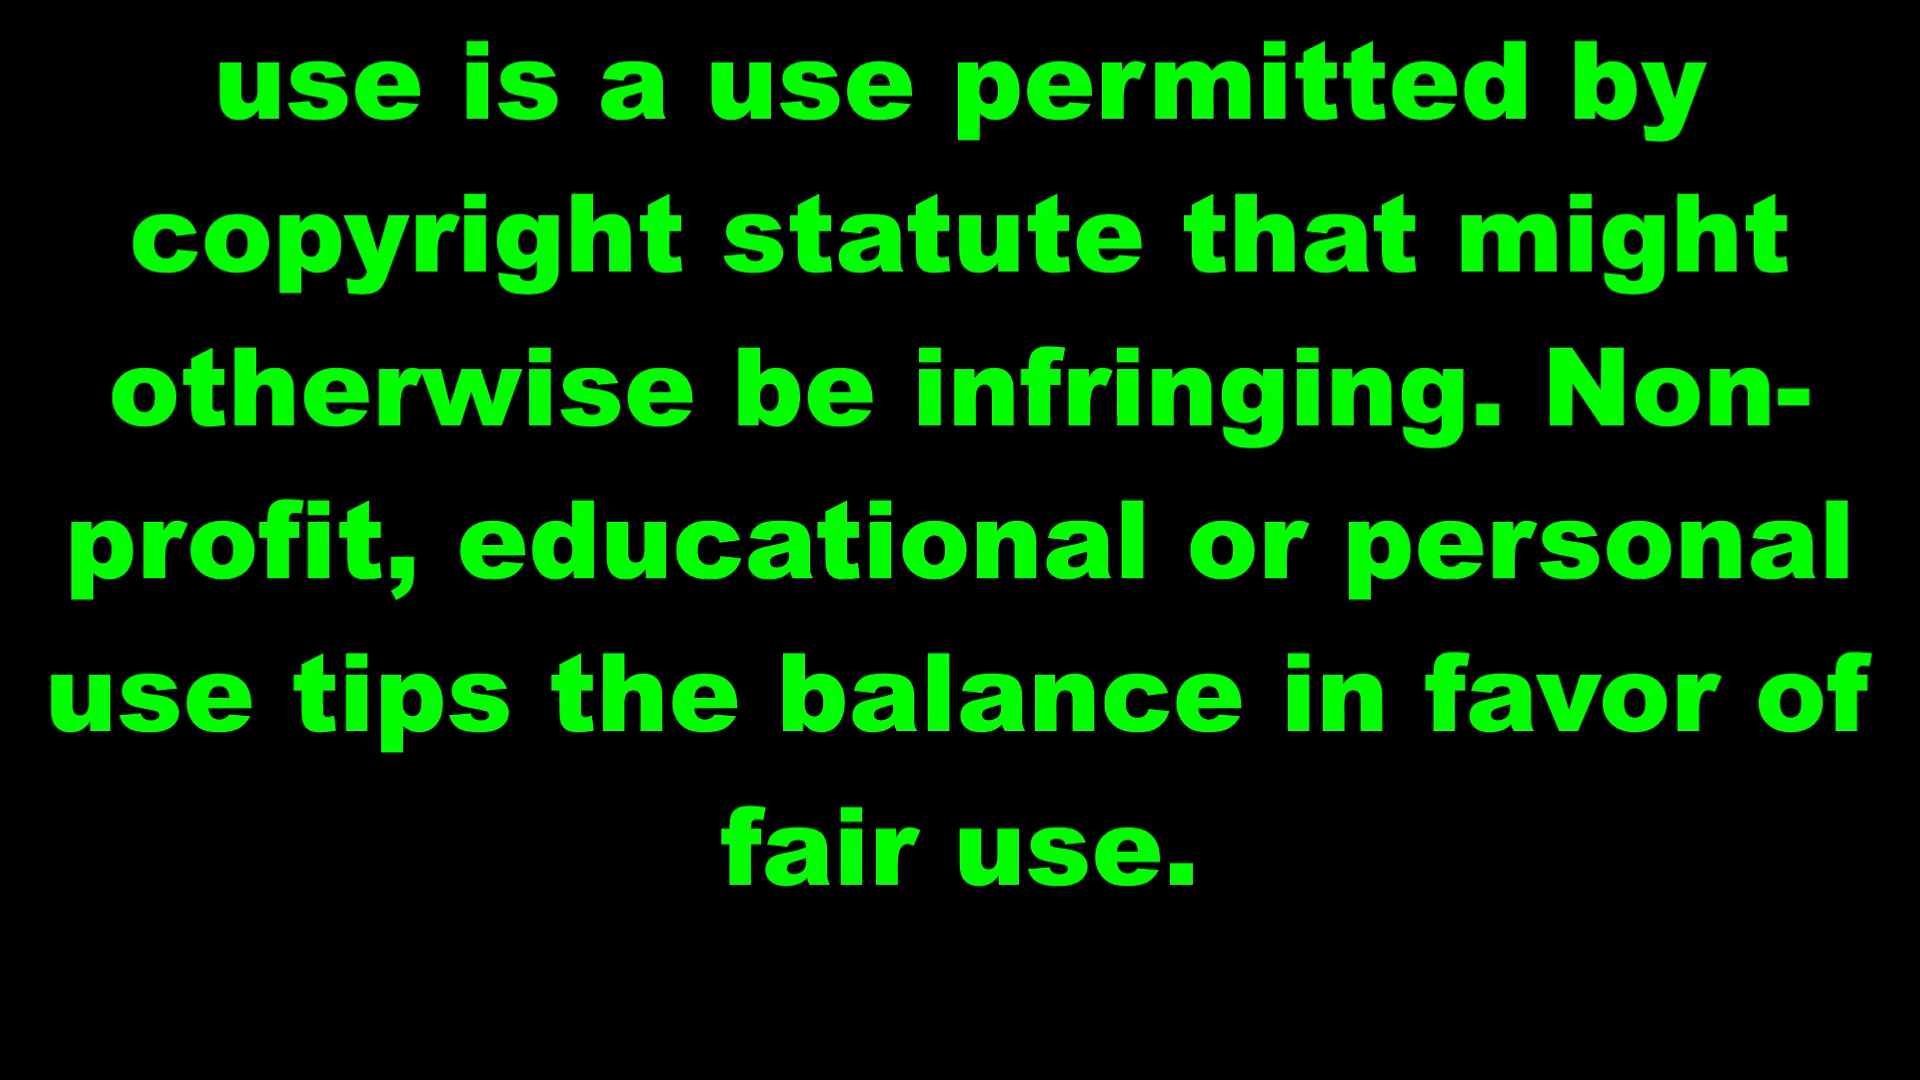 use is a use permitted by
copyright statute that might
otherwise be infringing. Non-
profit, educational or personal
use tips the balance in favor of
fair use.